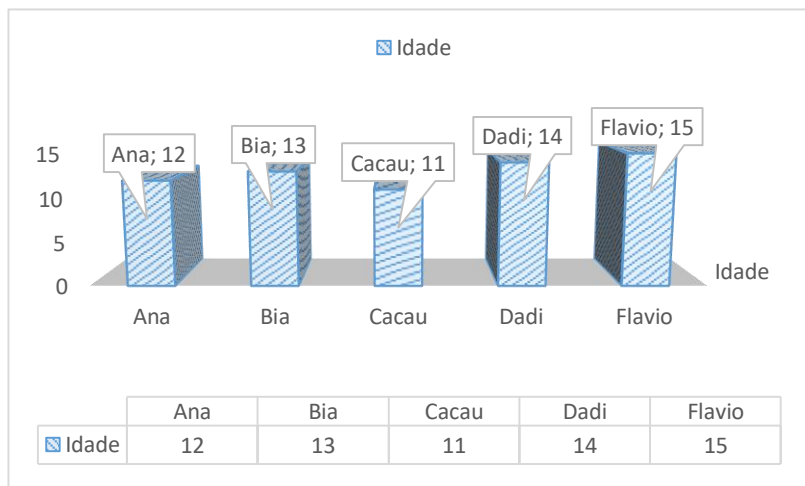 Idade
Ana; 12
Bia; 13
Cacau; 11
Dadi; 14
Flavio; 15
15
10
5
0
Idade
Ana Bia Cacau Dadi Flavio
Ana Bia Cacau Dadi Flavio
Idade 12 13 11 14 15